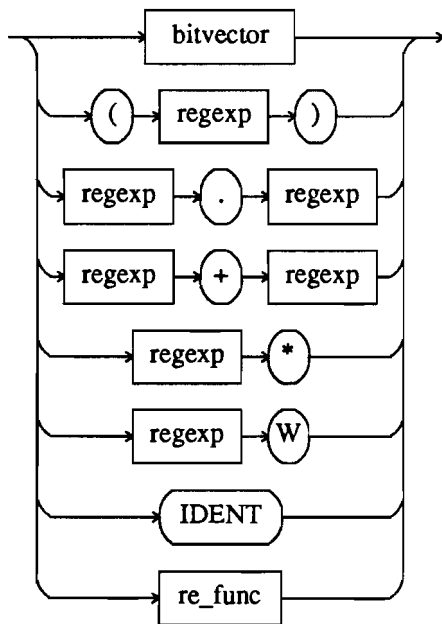 bitvector
( regexp )
regexp . regexp
regexp + regexp
regexp *
regexp W
IDENT
re_func